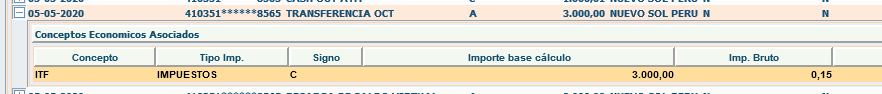 05-05-2020 410351******8565 TRANSFERENCIA OCT A 3.000,00 NUEVO SOL PERU N N
Conceptos Economicos Asociados
Concepto Tipo Imp. Signo Importe base cálculo Imp. Bruto
ITF IMPUESTOS C 3.000,00 0,15